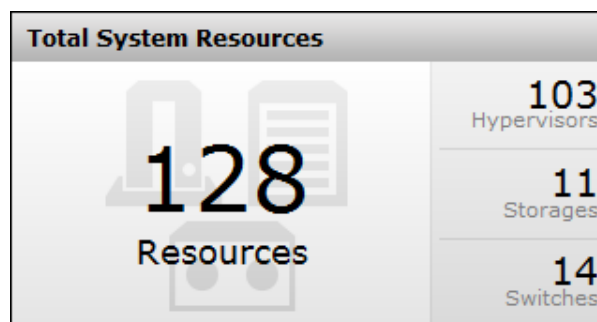 Total System Resources
128
Resources
103
Hypervisors
11
Storages
14
Switches